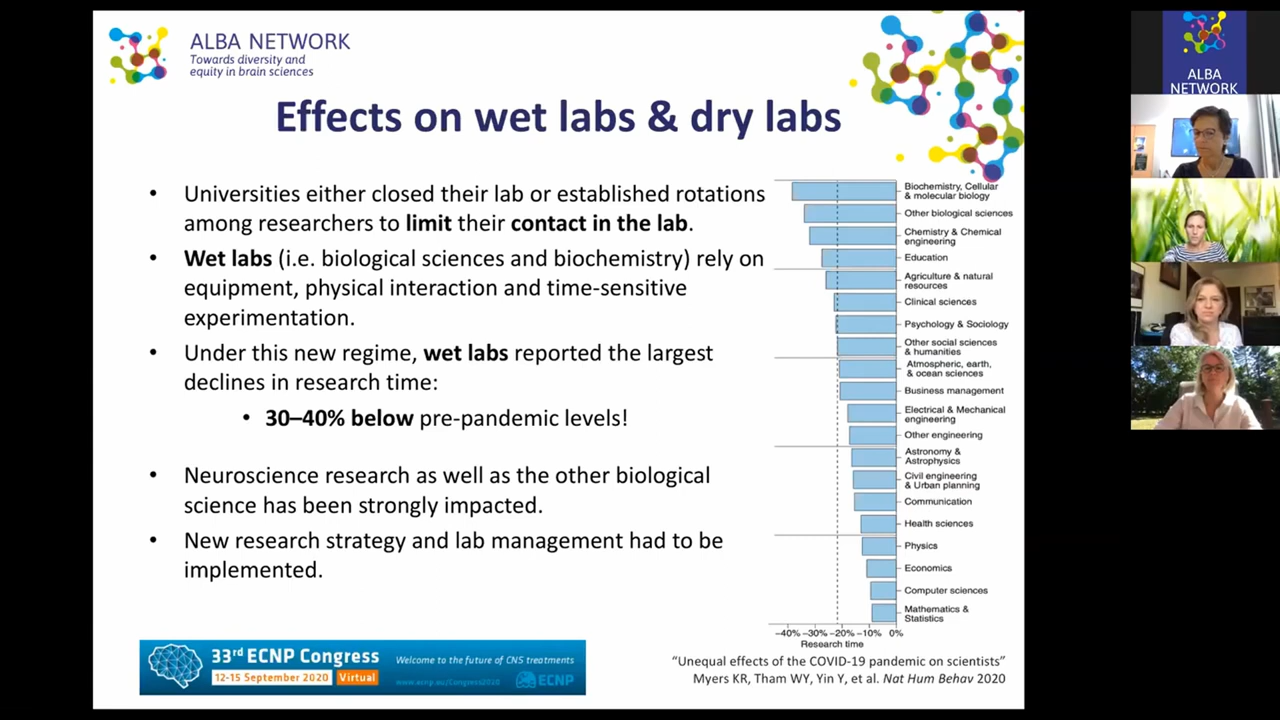 ALBA NETWORK
Towards diversity and
equity in brain sciences
Effects on wet labs & dry labs
• Universities either closed their lab or established rotations
among researchers to limit their contact in the lab.
• Wet labs (i.e. biological sciences and biochemistry) rely on
equipment, physical interaction and time-sensitive
experimentation.
• Under this new regime, wet labs reported the largest
declines in research time:
• 30–40% below pre-pandemic levels!
• Neuroscience research as well as the other biological
science has been strongly impacted.
• New research strategy and lab management had to be
implemented.
Biochemistry, Cellular
& molecular biology
Other biological sciences
Chemistry & Chemical
engineering
Education
Agriculture & natural
resources
Clinical sciences
Psychology & Sociology
Other social sciences
& humanities
Atmospheric, earth,
& ocean sciences
Business management
Electrical & Mechanical
engineering
Other engineering
Astronomy &
Astrophysics
Civil engineering
& Urban planning
Communication
Health sciences
Physics
Economics
Computer sciences
Mathematics &
Statistics
–40% –30% –20% –10% 0%
Research time
"Unequal effects of the COVID-19 pandemic on scientists"
Myers KR, Tham WY, Yin Y, et al. Nat Hum Behav 2020
33rd ECNP Congress
12-15 September 2020 Virtual
Welcome to the future of CNS treatments
www.ecnp.eu/Congress2020
ECNP
ALBA
NETWORK